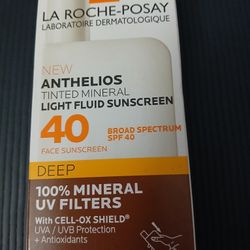 LA ROCHE-POSAY
LABORATOIRE DERMATOLOGIQUE
NEW
ANTHELIOS
TINTED MINERAL
LIGHT FLUID SUNSCREEN
40
BROAD SPECTRUM
SPF 40
FACE SUNSCREEN
DEEP
100% MINERAL
UV FILTERS
With CELL-OX SHIELD®
UVA / UVB Protection
+ Antioxidants